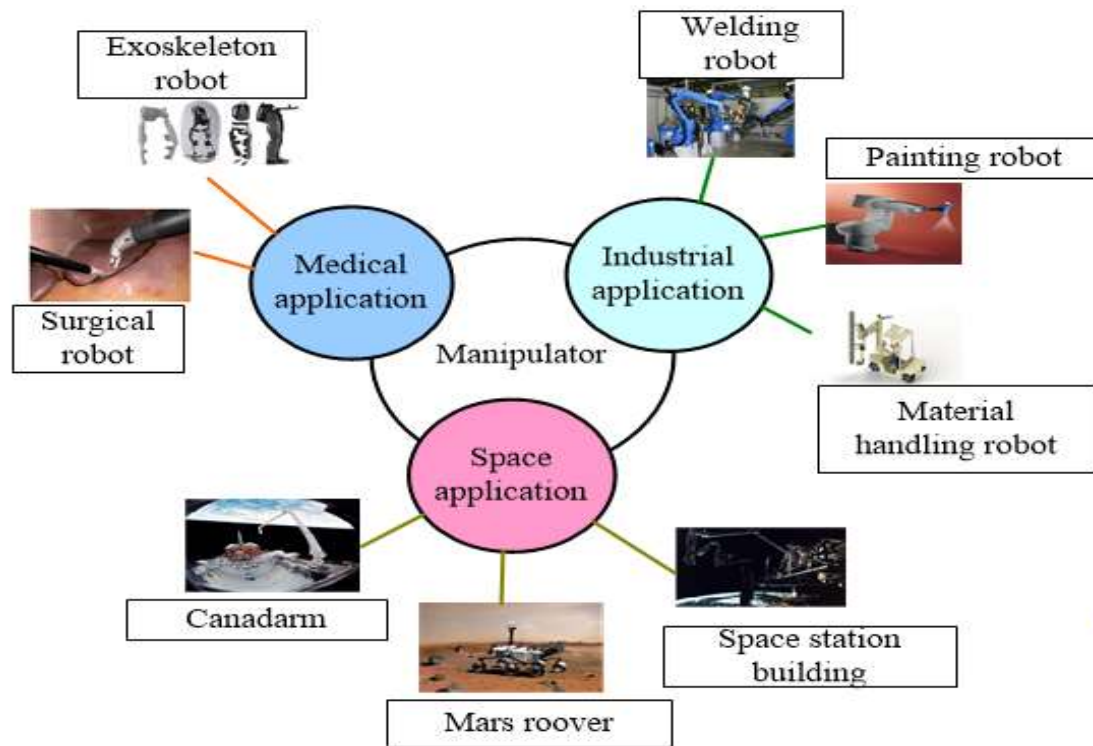 Exoskeleton
robot
Welding
robot
Painting robot
Medical
application
Industrial
application
Surgical
robot
Manipulator
Material
handling robot
Space
application
Canadarm
Space station
building
Mars roover